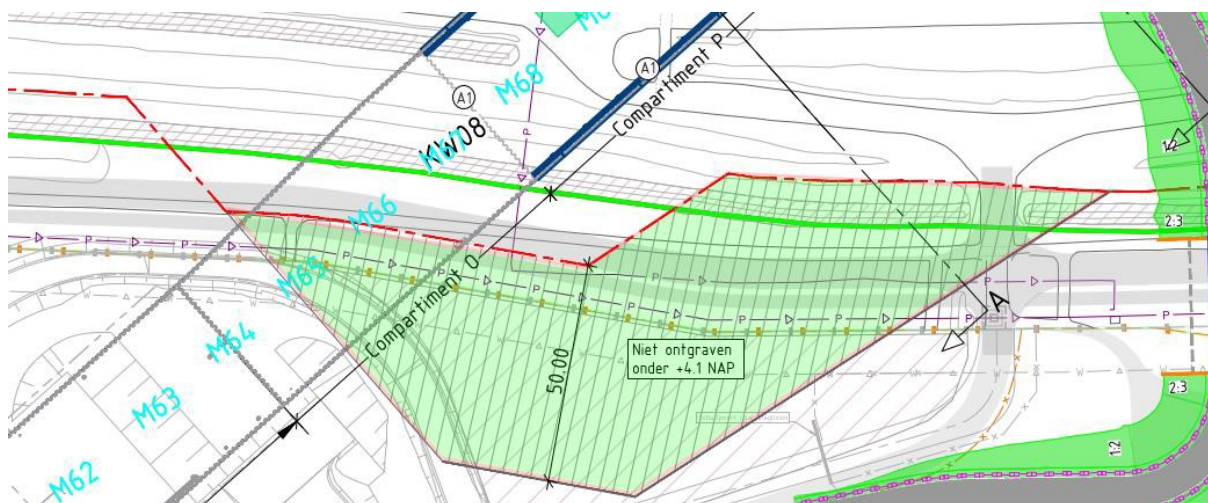 M68
A1
A1
Compartiment P
KW08
M67
P
1:2
M66
2:3
P
P
P
P
M65
Compartiment O
P
P
A
P
P
P
P
M64
Niet ontgraven
onder +4.1 NAP
50.00
W
W
W
W
W
2:3
M63
1:2
M62